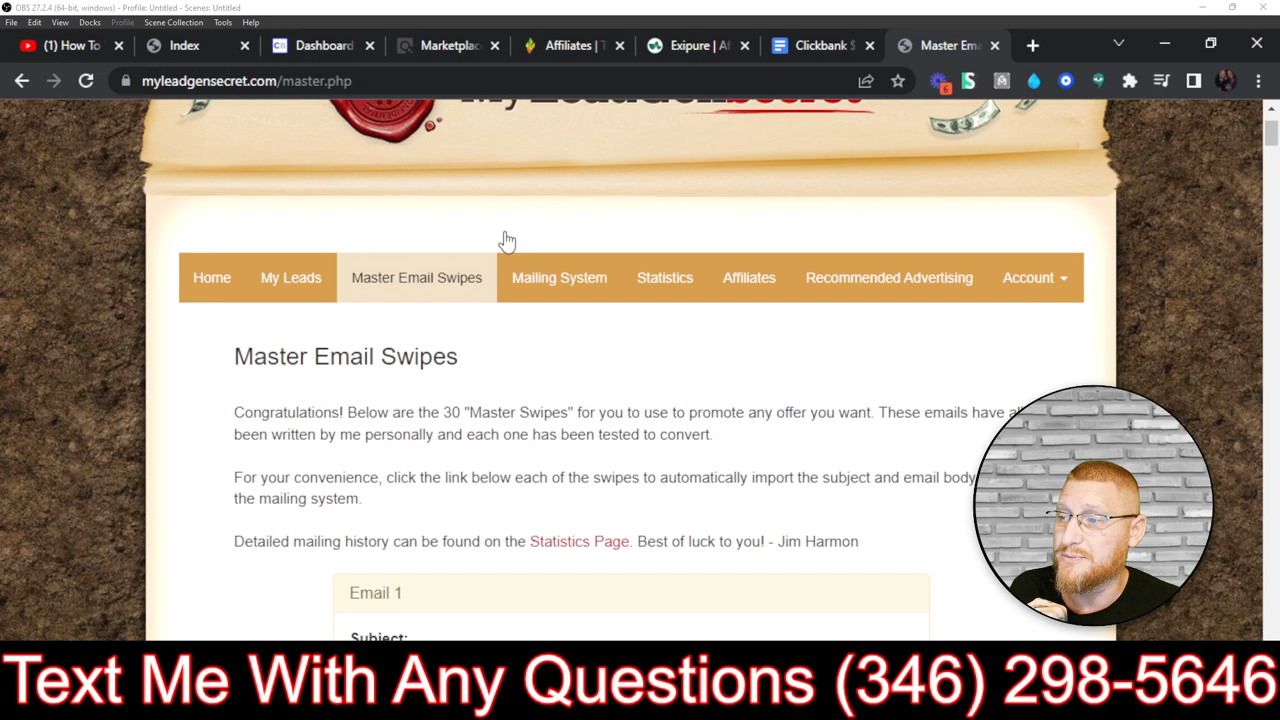 OBS 27.2.4 (64-bit, windows) - Profile: Untitled - Scenes: Untitled
File Edit View Docks Profile Scene Collection Tools Help
(1) How To Index Dashboard Marketplac Affiliates | T Exipure | Af Clickbank S Master Ema
myleadgensecret.com/master.php
6
MyLeadGenSecret
Home My Leads Master Email Swipes Mailing System Statistics Affiliates Recommended Advertising Account
Master Email Swipes
Congratulations! Below are the 30 "Master Swipes" for you to use to promote any offer you want. These emails have al
been written by me personally and each one has been tested to convert.
For your convenience, click the link below each of the swipes to automatically import the subject and email body
the mailing system.
Detailed mailing history can be found on the Statistics Page. Best of luck to you! - Jim Harmon
Email 1
Subject:
Text Me With Any Questions (346) 298-5646